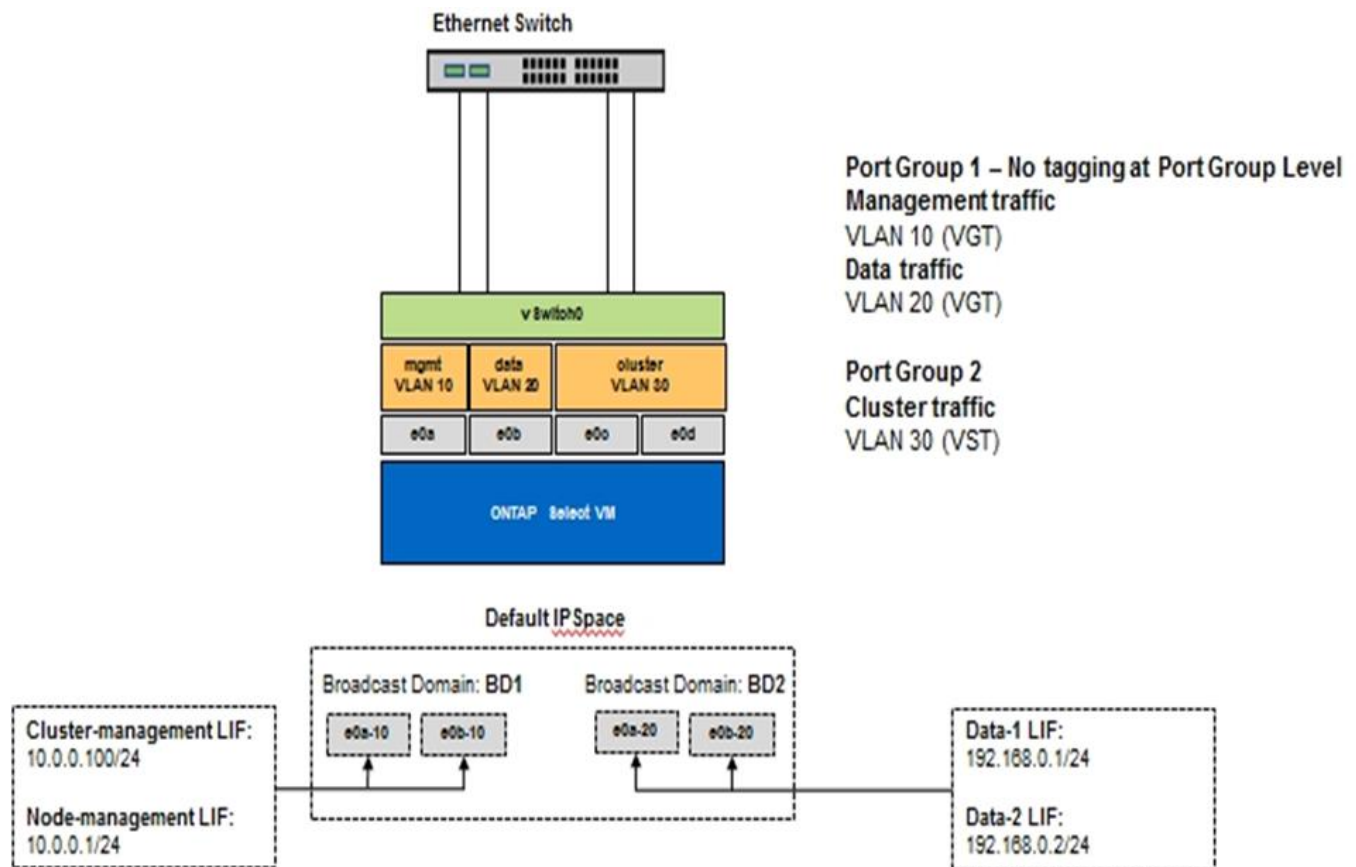 Ethernet Switch
Port Group 1 – No tagging at Port Group Level
Management traffic
VLAN 10 (VGT)
Data traffic
VLAN 20 (VGT)
Port Group 2
Cluster traffic
VLAN 30 (VST)
vSwitch0
mgmt
VLAN 10
data
VLAN 20
cluster
VLAN 30
e0a
e0b
e0c
e0d
ONTAP Select VM
Default IPSpace
Broadcast Domain: BD1
Broadcast Domain: BD2
e0a-10
e0b-10
e0a-20
e0b-20
Cluster-management LIF:
10.0.0.100/24
Node-management LIF:
10.0.0.1/24
Data-1 LIF:
192.168.0.1/24
Data-2 LIF:
192.168.0.2/24